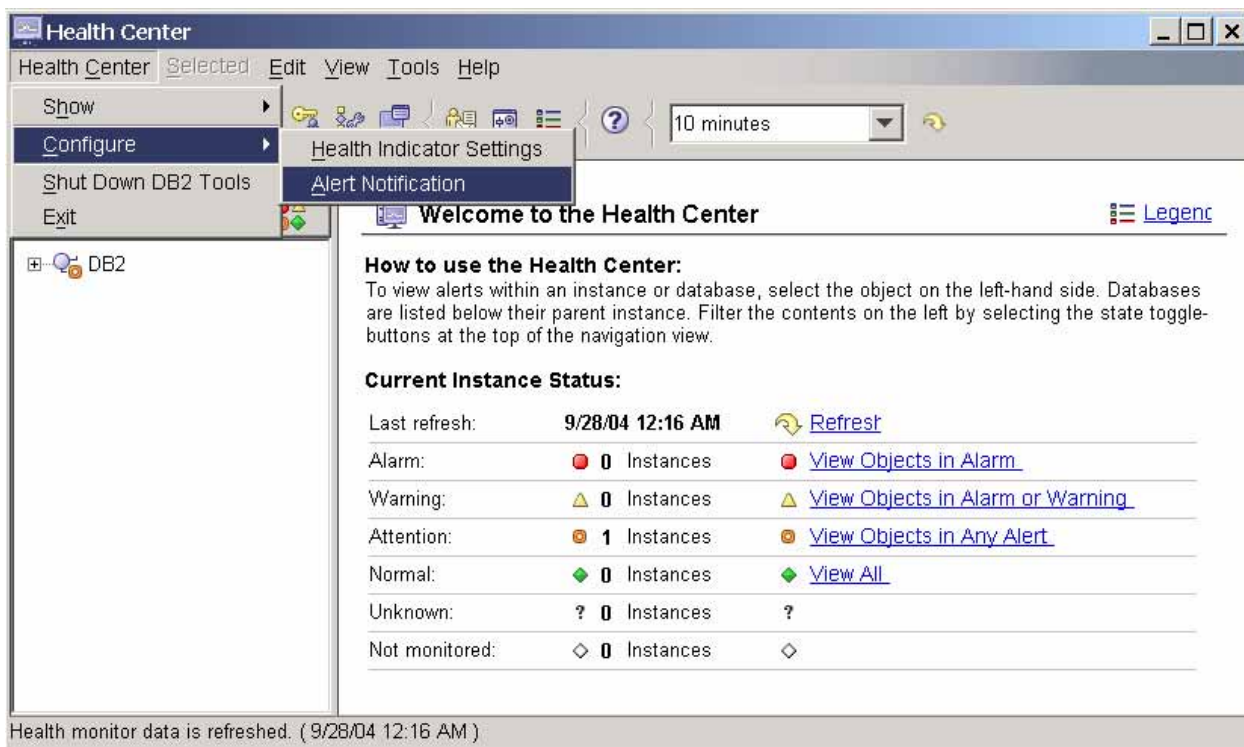 Health Center
Health Center Selected Edit View Tools Help
Show
Configure
Shut Down DB2 Tools
Exit
Health Indicator Settings
Alert Notification
10 minutes
DB2
Welcome to the Health Center
Legend
How to use the Health Center:
To view alerts within an instance or database, select the object on the left-hand side. Databases
are listed below their parent instance. Filter the contents on the left by selecting the state toggle-
buttons at the top of the navigation view.
Current Instance Status:
Last refresh: 9/28/04 12:16 AM Refresh
Alarm: 0 Instances View Objects in Alarm
Warning: 0 Instances View Objects in Alarm or Warning
Attention: 1 Instances View Objects in Any Alert
Normal: 0 Instances View All
Unknown: ? 0 Instances ?
Not monitored: 0 Instances
Health monitor data is refreshed. ( 9/28/04 12:16 AM )